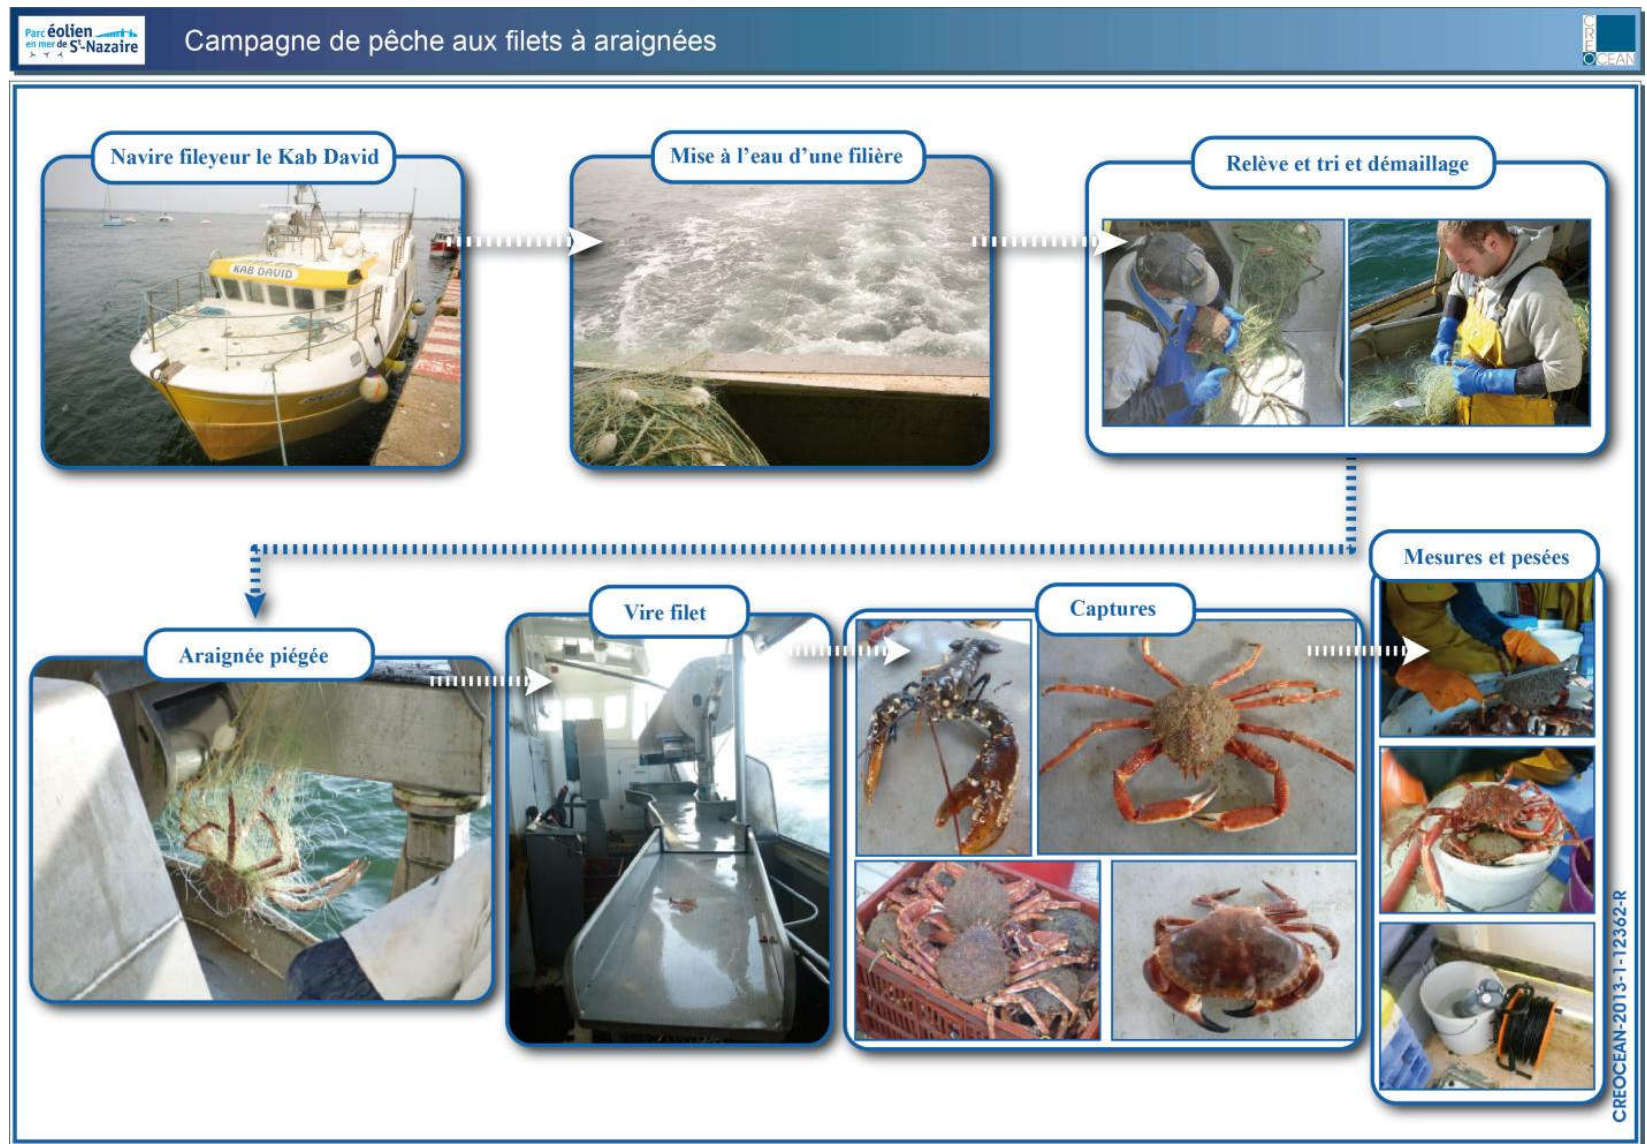 Parc éolien
en mer de St-Nazaire
Campagne de pêche aux filets à araignées
CREOCEAN
Navire fileyeur le Kab David
Mise à l'eau d'une filière
Relève et tri et démaillage
KAB DAVID
Mesures et pesées
Vire filet
Captures
Araignée piégée
CREOCEAN-2013-1-12362-R